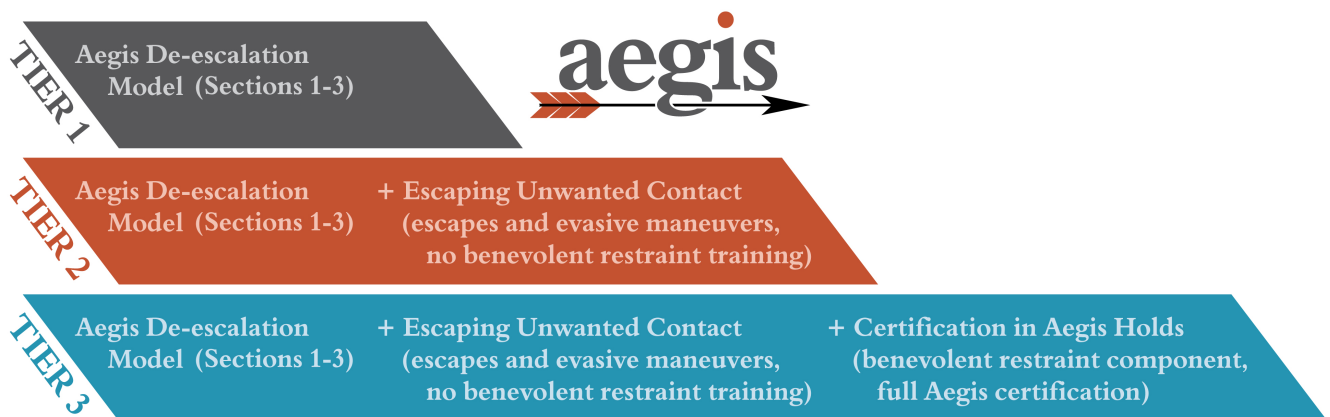 TIER 1
Aegis De-escalation
Model (Sections 1-3)
aegis
TIER 2
Aegis De-escalation
Model (Sections 1-3)
+ Escaping Unwanted Contact
(escapes and evasive maneuvers,
no benevolent restraint training)
TIER 3
Aegis De-escalation
Model (Sections 1-3)
+ Escaping Unwanted Contact
(escapes and evasive maneuvers,
no benevolent restraint training)
+ Certification in Aegis Holds
(benevolent restraint component,
full Aegis certification)